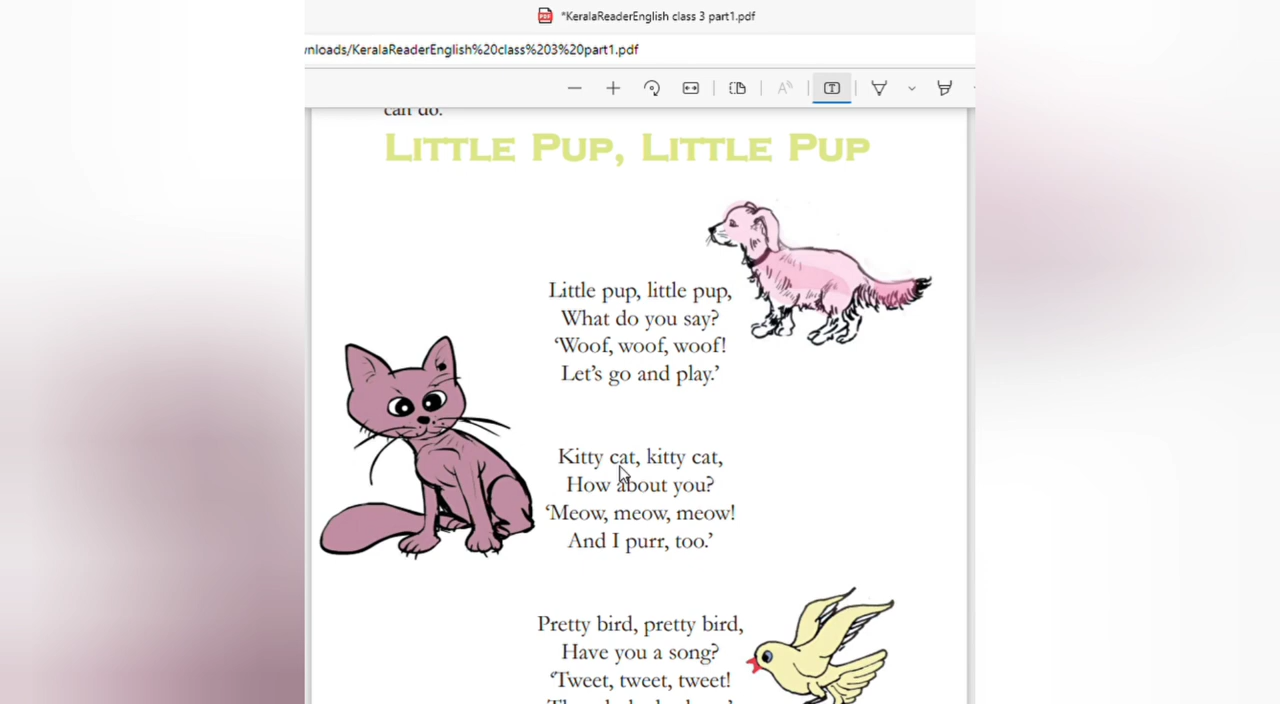 *KeralaReaderEnglish class 3 part1.pdf
wnloads/KeralaReaderEnglish%20class%203%20part1.pdf
can do.
LITTLE PUP, LITTLE PUP
Little pup, little pup,
What do you say?
‘Woof, woof, woof!
Let’s go and play.’
Kitty cat, kitty cat,
How about you?
‘Meow, meow, meow!
And I purr, too.’
Pretty bird, pretty bird,
Have you a song?
‘Tweet, tweet, tweet!